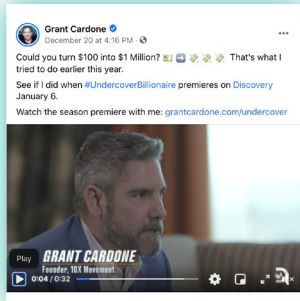 Grant Cardone
December 20 at 4:16 PM ·
Could you turn $100 into $1 Million? 💵➡️💸💸💸 That's what I
tried to do earlier this year.
See if I did when #UndercoverBillionaire premieres on Discovery
January 6.
Watch the season premiere with me: grantcardone.com/undercover
GRANT CARDONE
Founder, 10X Movement
Play
0:04 / 0:32